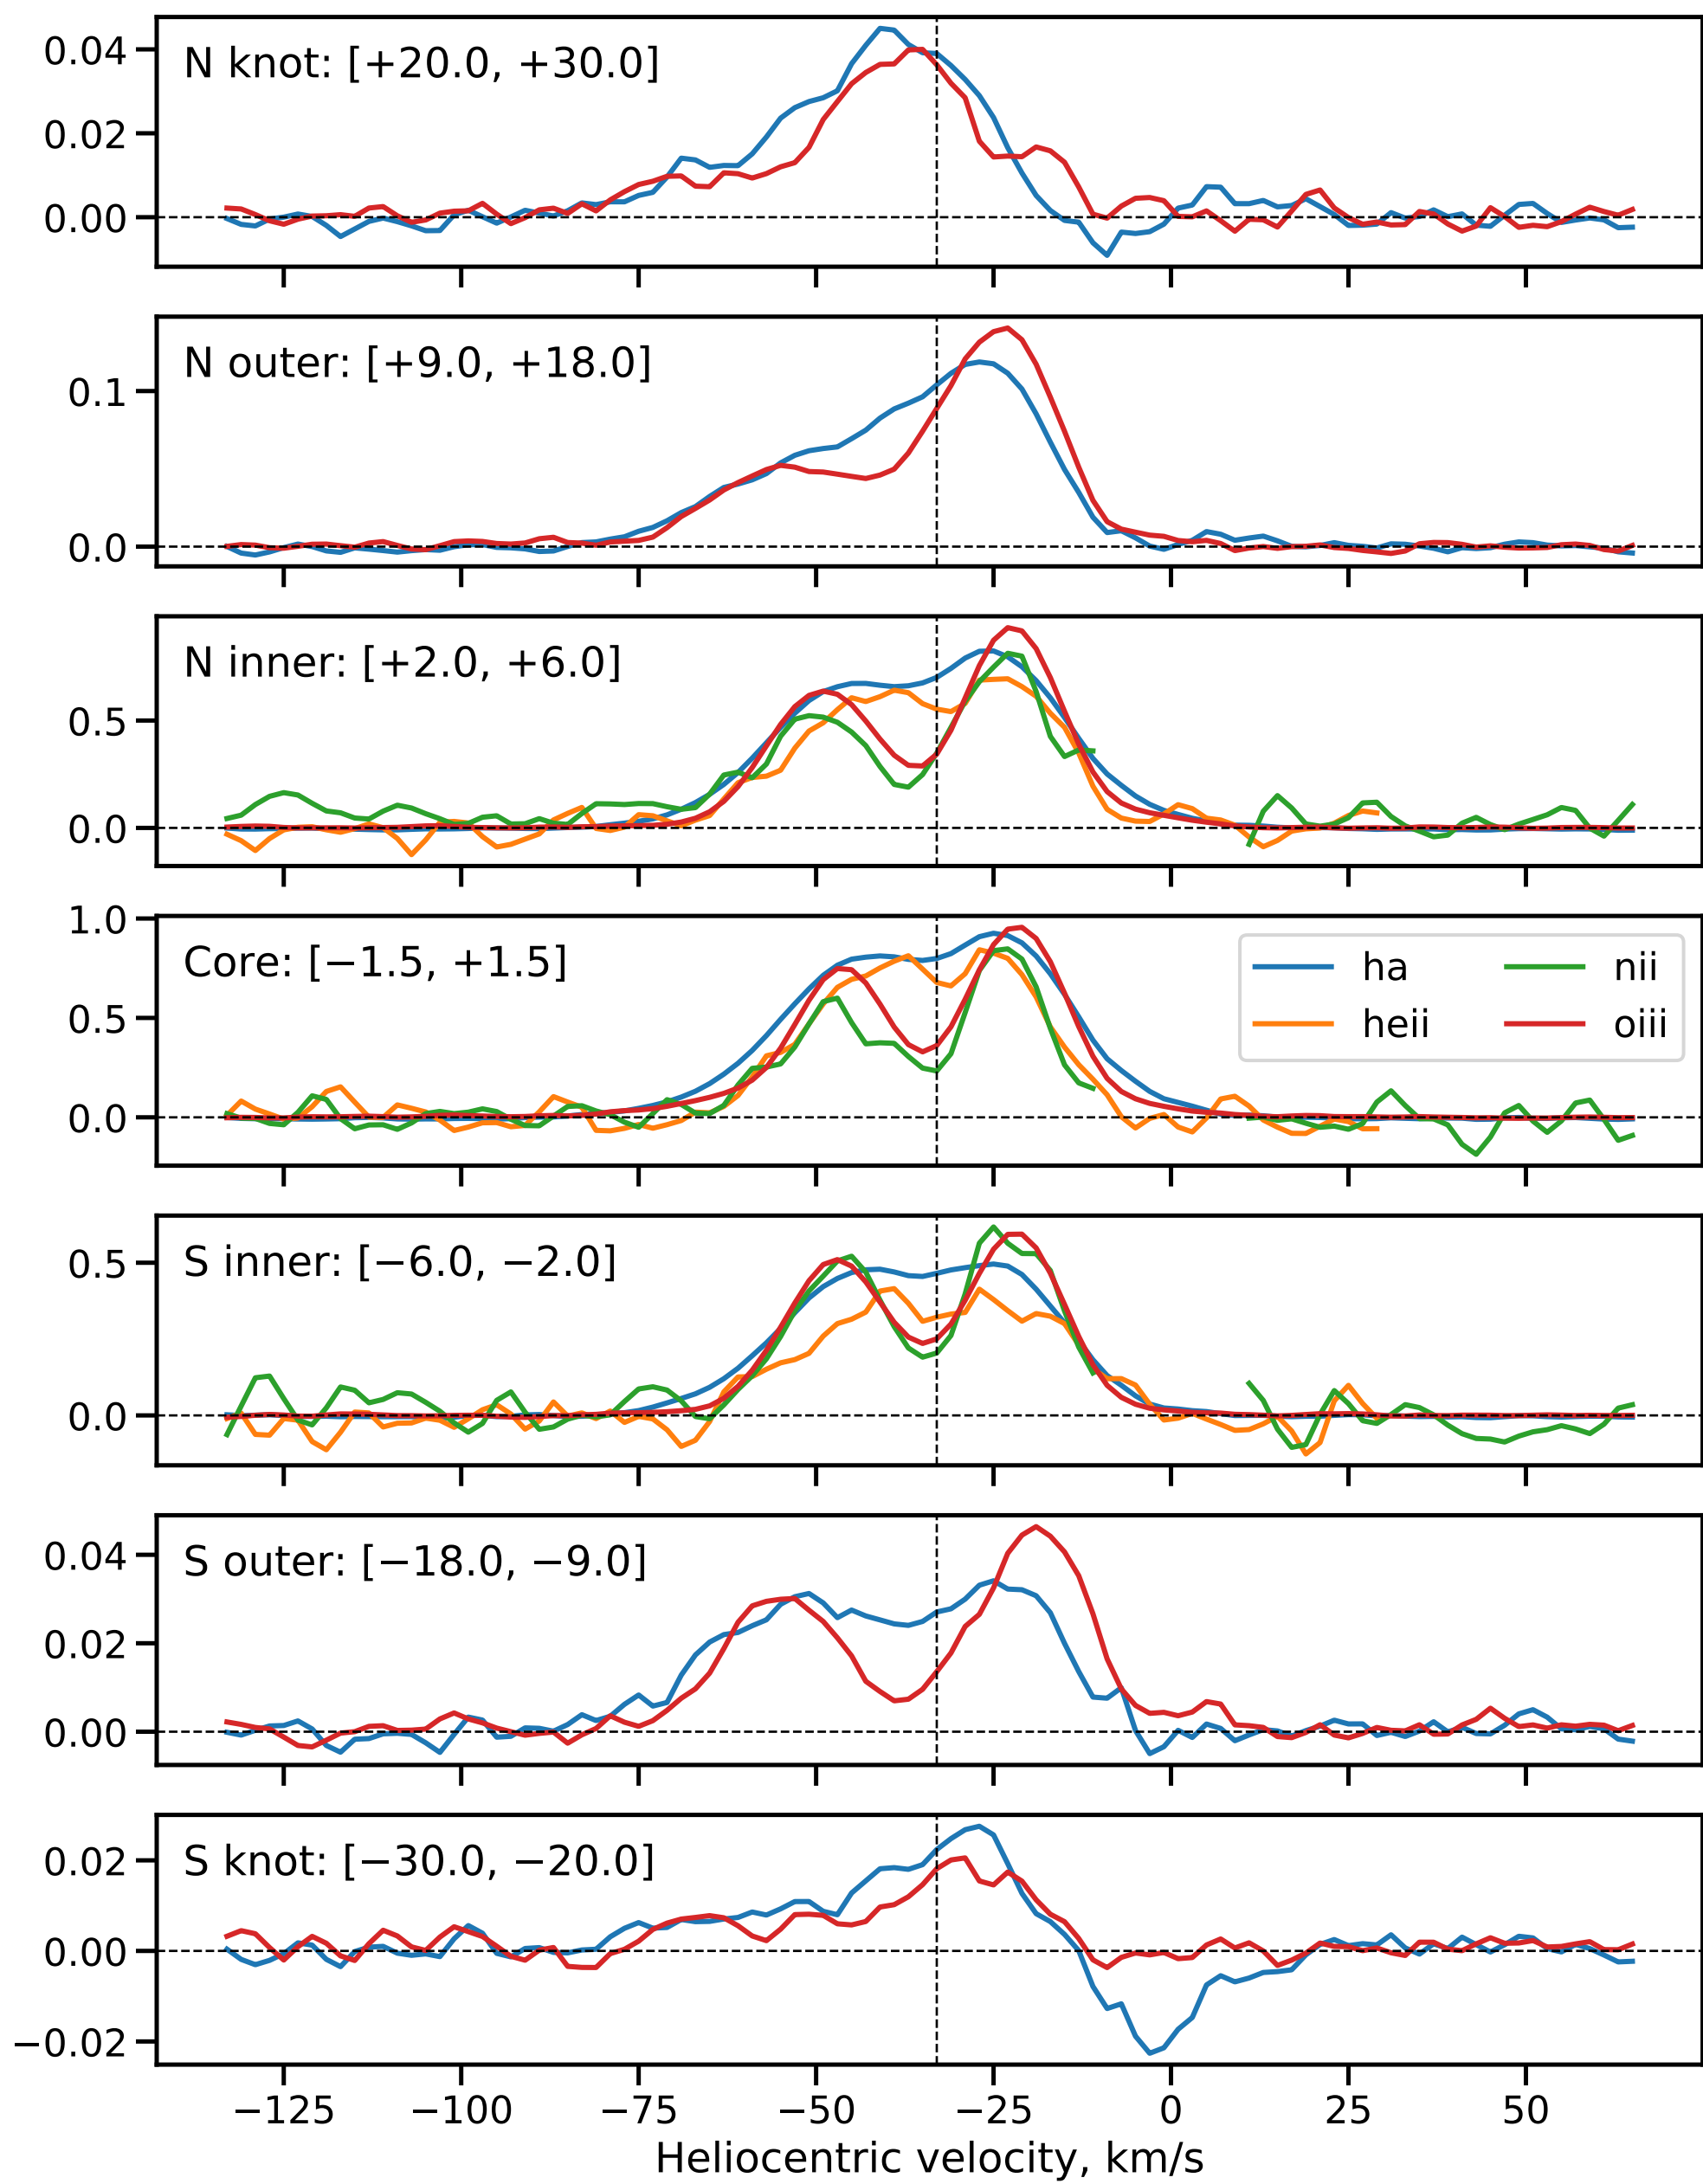 N knot: [+20.0, +30.0]
0.04
0.02
0.00
N outer: [+9.0, +18.0]
0.1
0.0
N inner: [+2.0, +6.0]
0.5
0.0
Core: [−1.5, +1.5]
1.0
0.5
0.0
ha nii
heii oiii
S inner: [−6.0, −2.0]
0.5
0.0
S outer: [−18.0, −9.0]
0.04
0.02
0.00
S knot: [−30.0, −20.0]
0.02
0.00
−0.02
−125 −100 −75 −50 −25 0 25 50
Heliocentric velocity, km/s